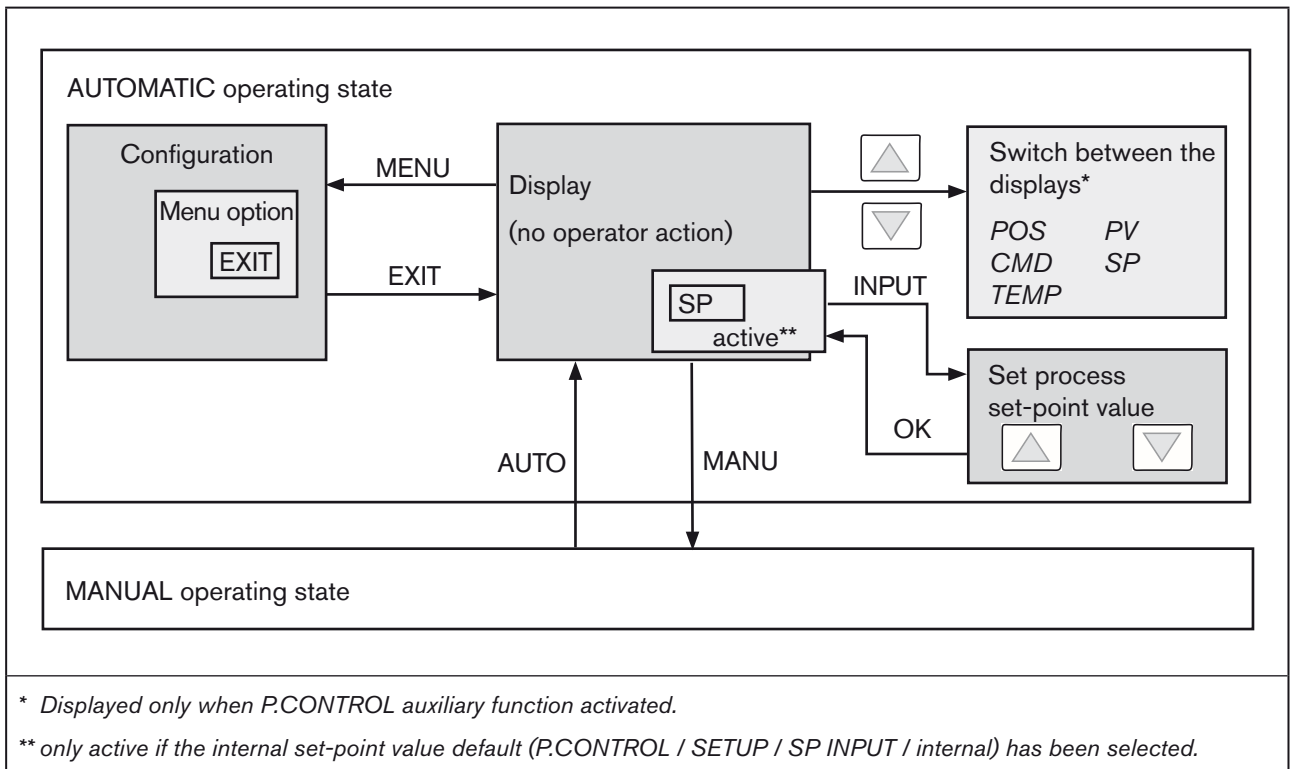 AUTOMATIC operating state
Configuration
Menu option
EXIT
MENU
EXIT
Display
(no operator action)
SP
active**
Switch between the
displays*
POS PV
CMD SP
TEMP
INPUT
OK
Set process
set-point value
AUTO
MANU
MANUAL operating state
* Displayed only when P.CONTROL auxiliary function activated.
** only active if the internal set-point value default (P.CONTROL / SETUP / SP INPUT / internal) has been selected.